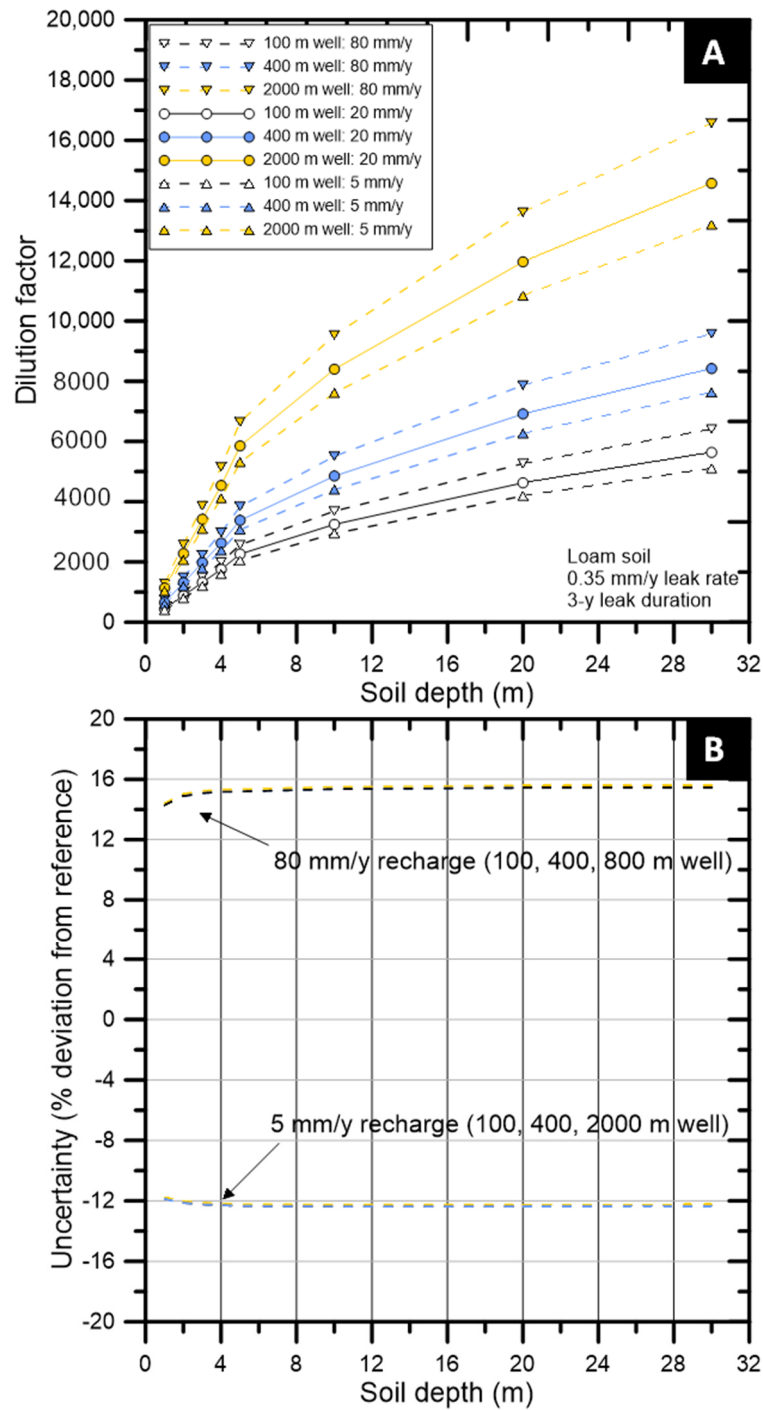 A
20,000
18,000
16,000
14,000
12,000
10,000
8000
6000
4000
2000
0
Dilution factor
100 m well: 80 mm/y
400 m well: 80 mm/y
2000 m well: 80 mm/y
100 m well: 20 mm/y
400 m well: 20 mm/y
2000 m well: 20 mm/y
100 m well: 5 mm/y
400 m well: 5 mm/y
2000 m well: 5 mm/y
Loam soil
0.35 mm/y leak rate
3-y leak duration
0 4 8 12 16 20 24 28 32
Soil depth (m)
B
20
16
12
8
4
0
-4
-8
-12
-16
-20
Uncertainty (% deviation from reference)
80 mm/y recharge (100, 400, 800 m well)
5 mm/y recharge (100, 400, 2000 m well)
0 4 8 12 16 20 24 28 32
Soil depth (m)